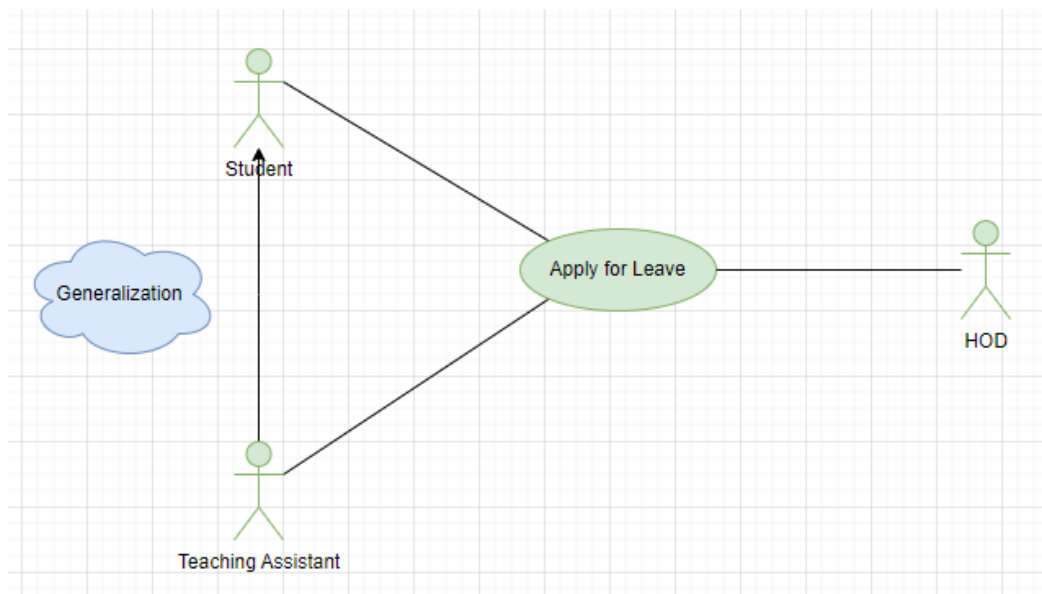 Student
Apply for Leave
Generalization
HOD
Teaching Assistant